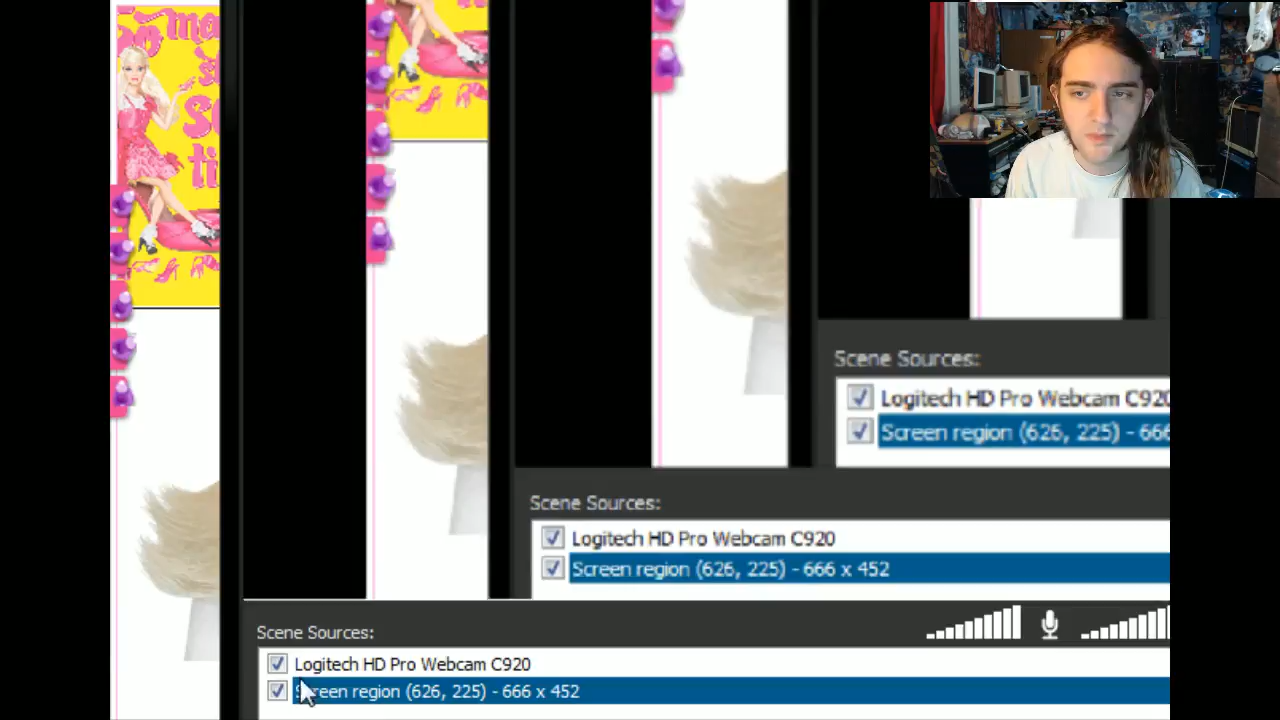 Scene Sources:
Logitech HD Pro Webcam C920
Screen region (626, 225) - 666
Scene Sources:
Logitech HD Pro Webcam C920
Screen region (626, 225) - 666 x 452
Scene Sources:
Logitech HD Pro Webcam C920
Screen region (626, 225) - 666 x 452